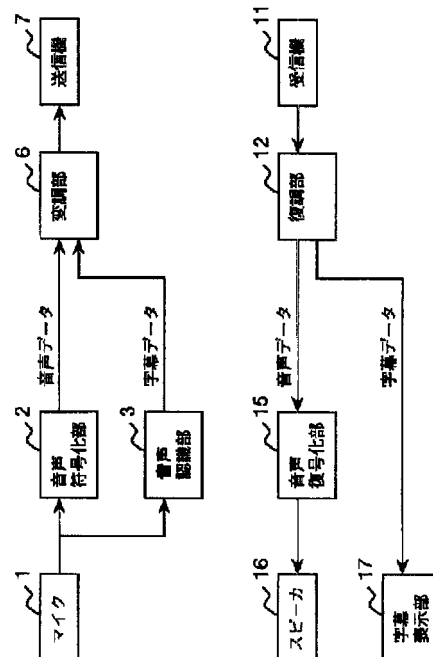 1
マイク
2
音声
符号化部
3
音声
認識部
音声データ
字幕データ
6
変調部
7
送信機
11
受信機
12
復調部
音声データ
字幕データ
15
音声
復号化部
16
スピーカ
17
字幕
表示部